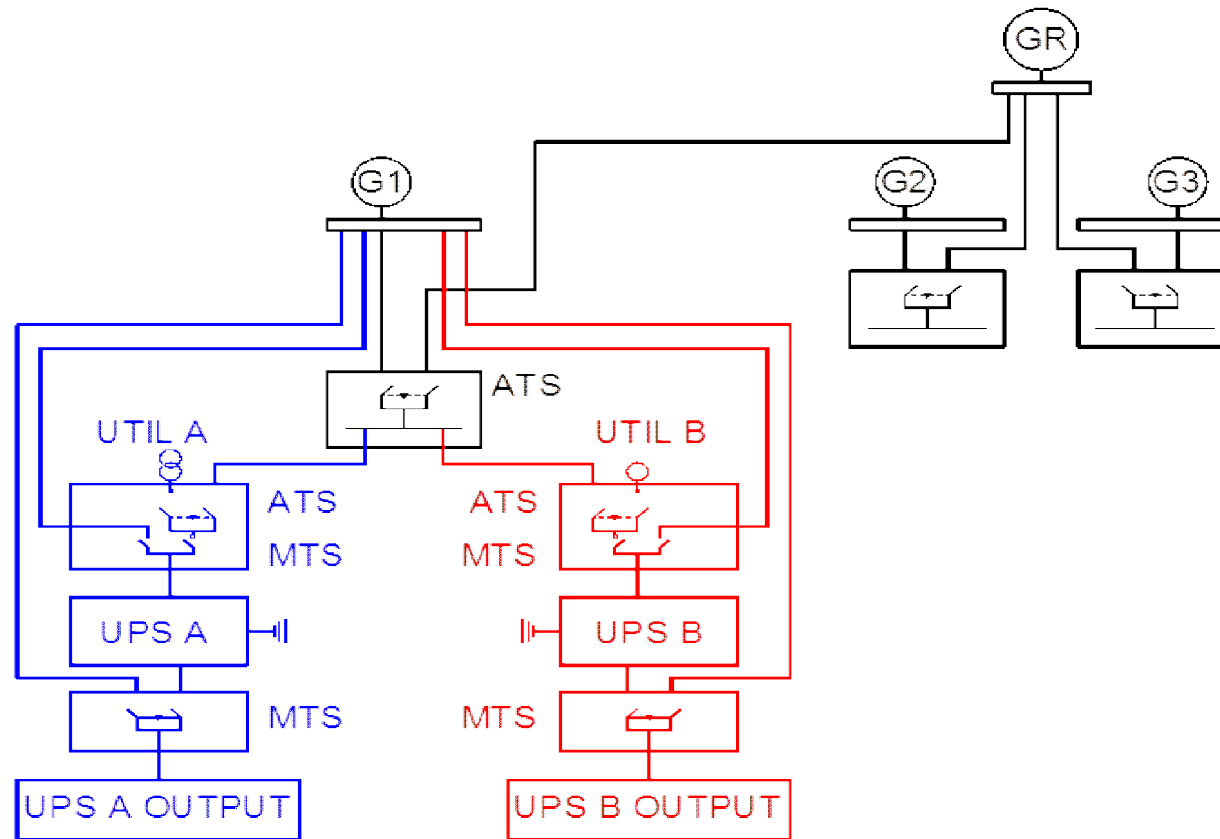 GR
G1
G2
G3
ATS
UTIL A
UTIL B
ATS
ATS
MTS
MTS
UPS A
UPS B
MTS
MTS
UPS A OUTPUT
UPS B OUTPUT